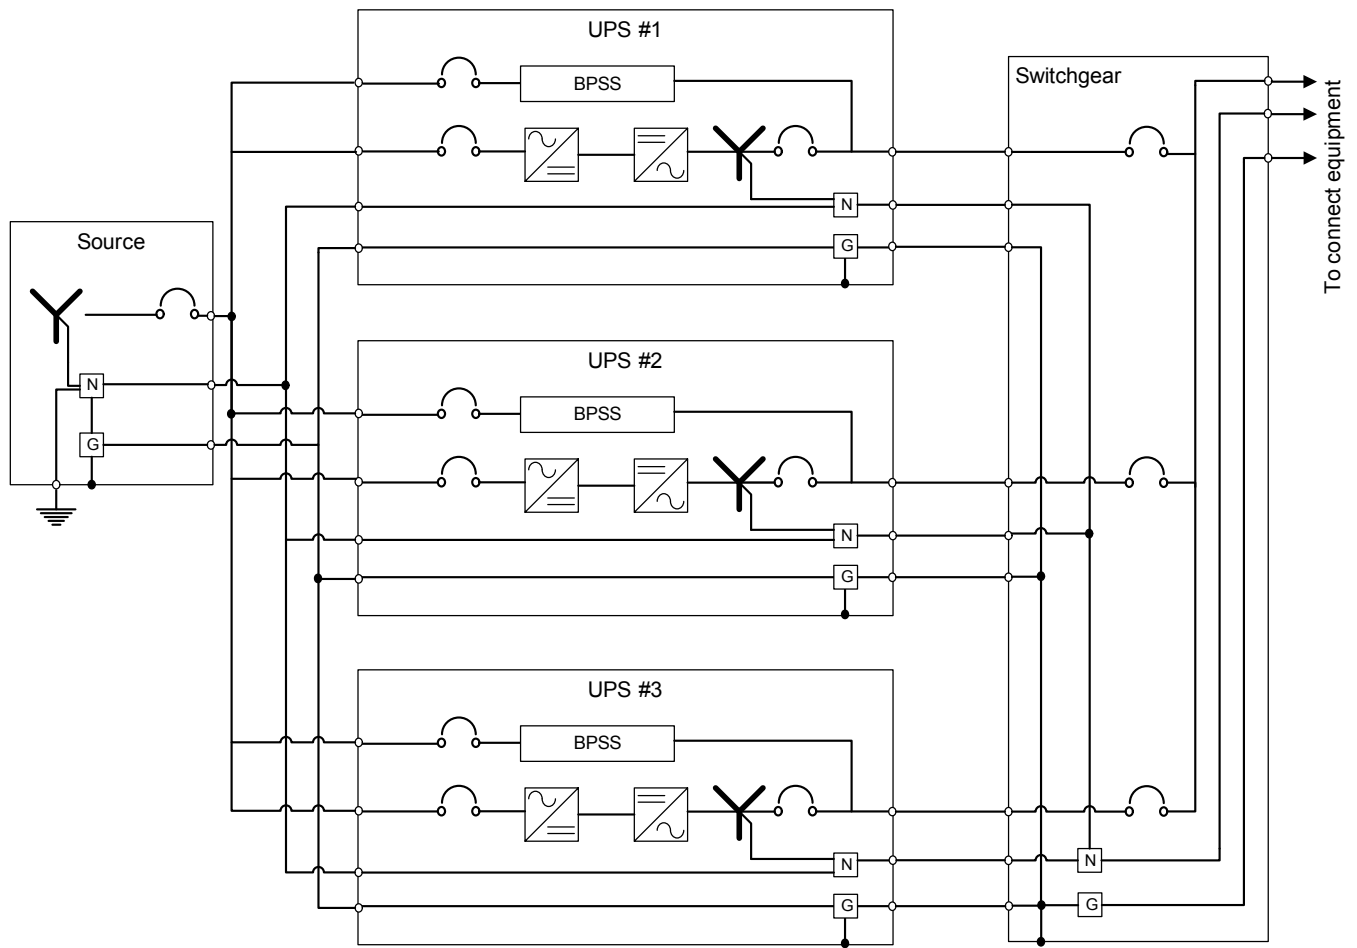 UPS #1
BPSS
N
G
Switchgear
To connect equipment
Source
N
G
UPS #2
BPSS
N
G
UPS #3
BPSS
N
G
N
G